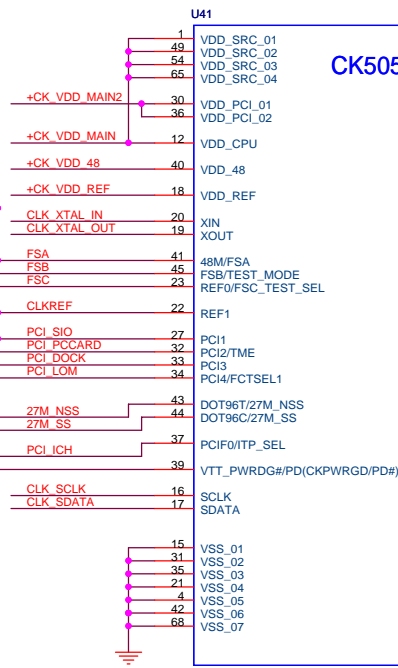 U41
CK505
1 VDD_SRC_01
49 VDD_SRC_02
54 VDD_SRC_03
65 VDD_SRC_04
+CK_VDD_MAIN2 30 VDD_PCI_01
36 VDD_PCI_02
+CK_VDD_MAIN 12 VDD_CPU
+CK_VDD_48 40 VDD_48
+CK_VDD_REF 18 VDD_REF
CLK_XTAL_IN 20 XIN
CLK_XTAL_OUT 19 XOUT
FSA 41 48M/FSA
FSB 45 FSB/TEST_MODE
FSC 23 REF0/FSC_TEST_SEL
CLKREF 22 REF1
PCI_SIO 27 PCI1
PCI_PCCARD 32 PCI2/TME
PCI_DOCK 33 PCI3
PCI_LOM 34 PCI4/FCTSEL1
27M_NSS 43 DOT96T/27M_NSS
27M_SS 44 DOT96C/27M_SS
PCI_ICH 37 PCIF0/ITP_SEL
39 VTT_PWRDG#/PD(CKPWRGD/PD#)
CLK_SCLK 16 SCLK
CLK_SDATA 17 SDATA
15 VSS_01
31 VSS_02
35 VSS_03
21 VSS_04
4 VSS_05
42 VSS_06
68 VSS_07